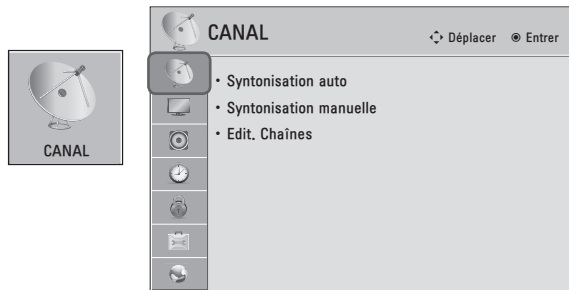 CANAL
CANAL
Déplacer
Entrer
• Syntonisation auto
• Syntonisation manuelle
• Edit. Chaînes